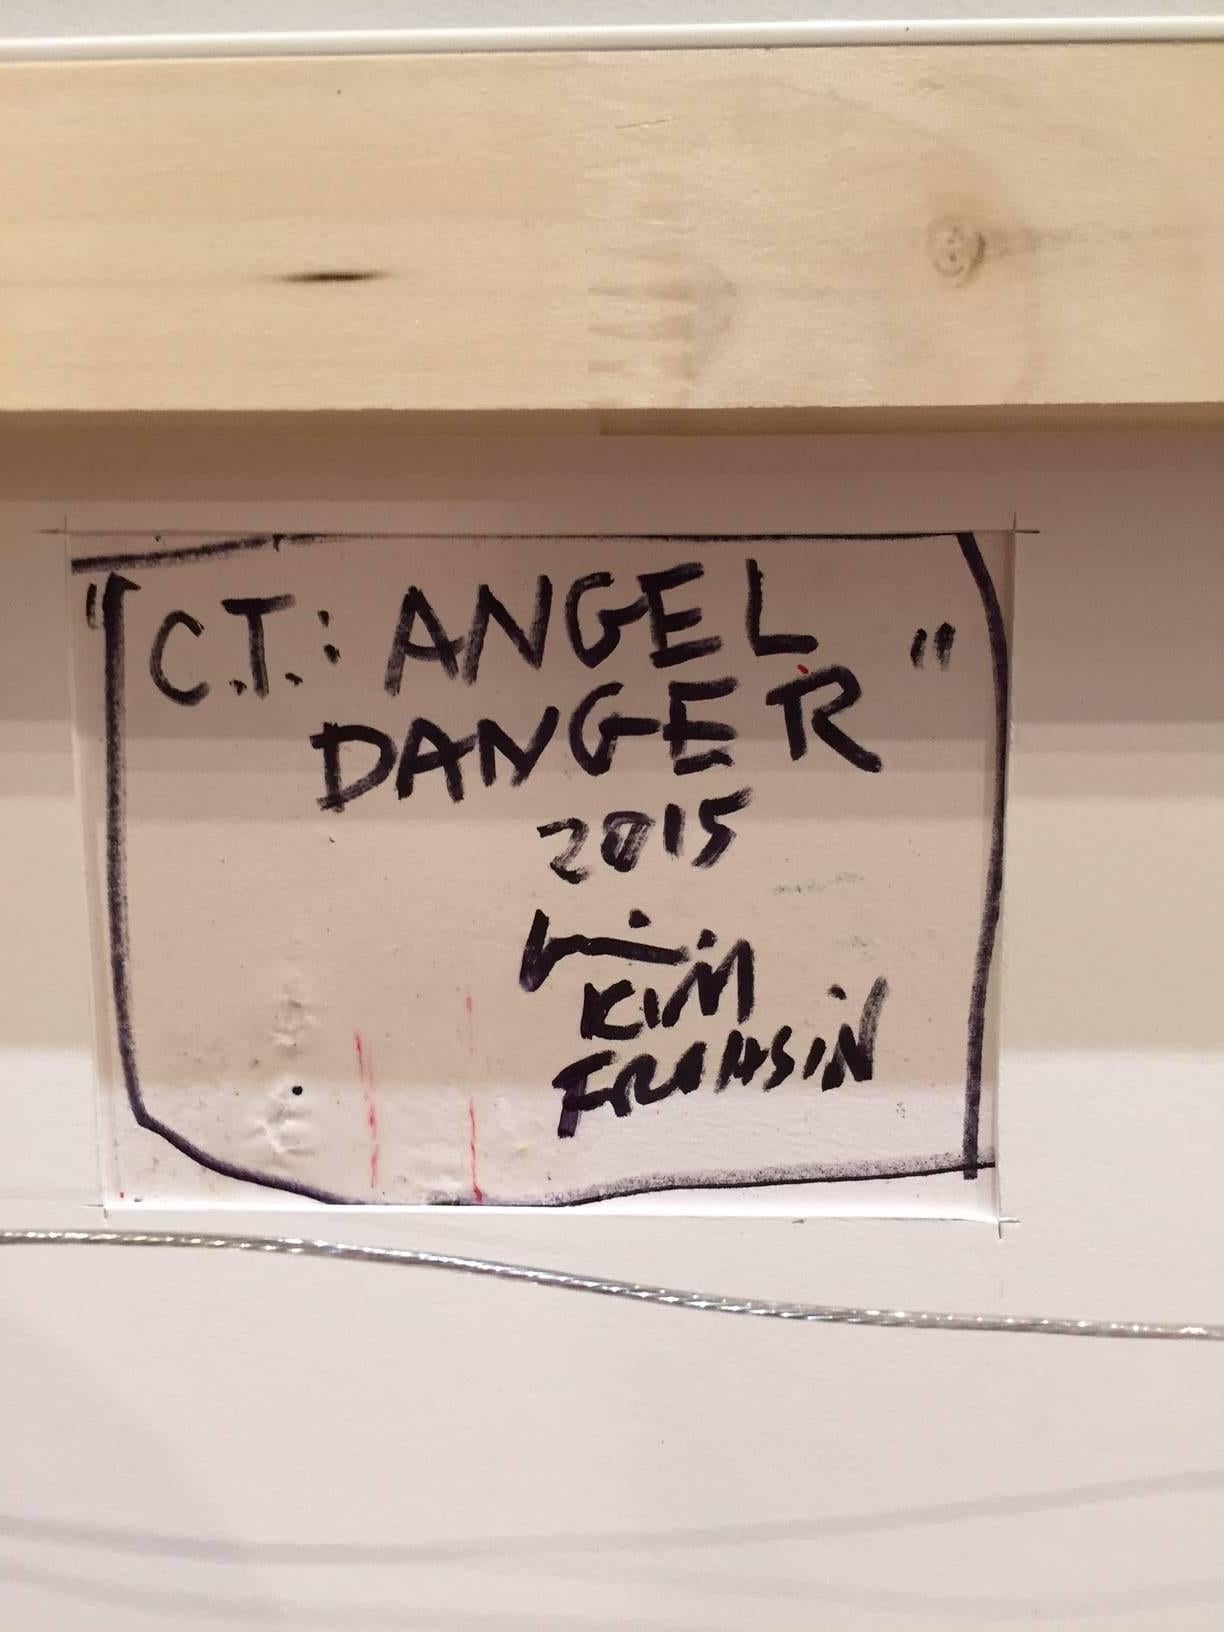 "C.T.: ANGEL
DANGER"
2015
KIM
FROHSIN